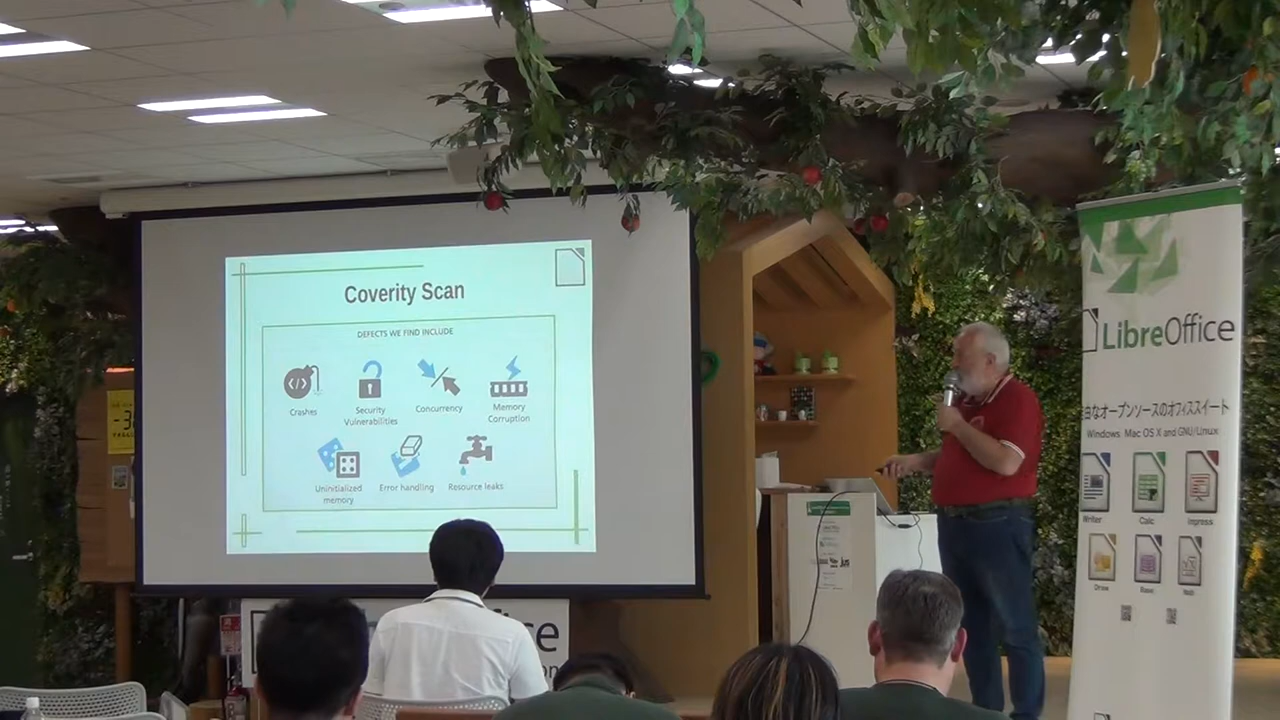 Coverity Scan
DEFECTS WE FIND INCLUDE
Crashes
Security
Vulnerabilities
Concurrency
Memory
Corruption
Uninitialized
memory
Error handling
Resource leaks
LibreOffice
由なオープンソースのオフィススイート
Windows Mac OS X and GNU/Linux
Writer
Calc
Impress
Draw
Base
Math